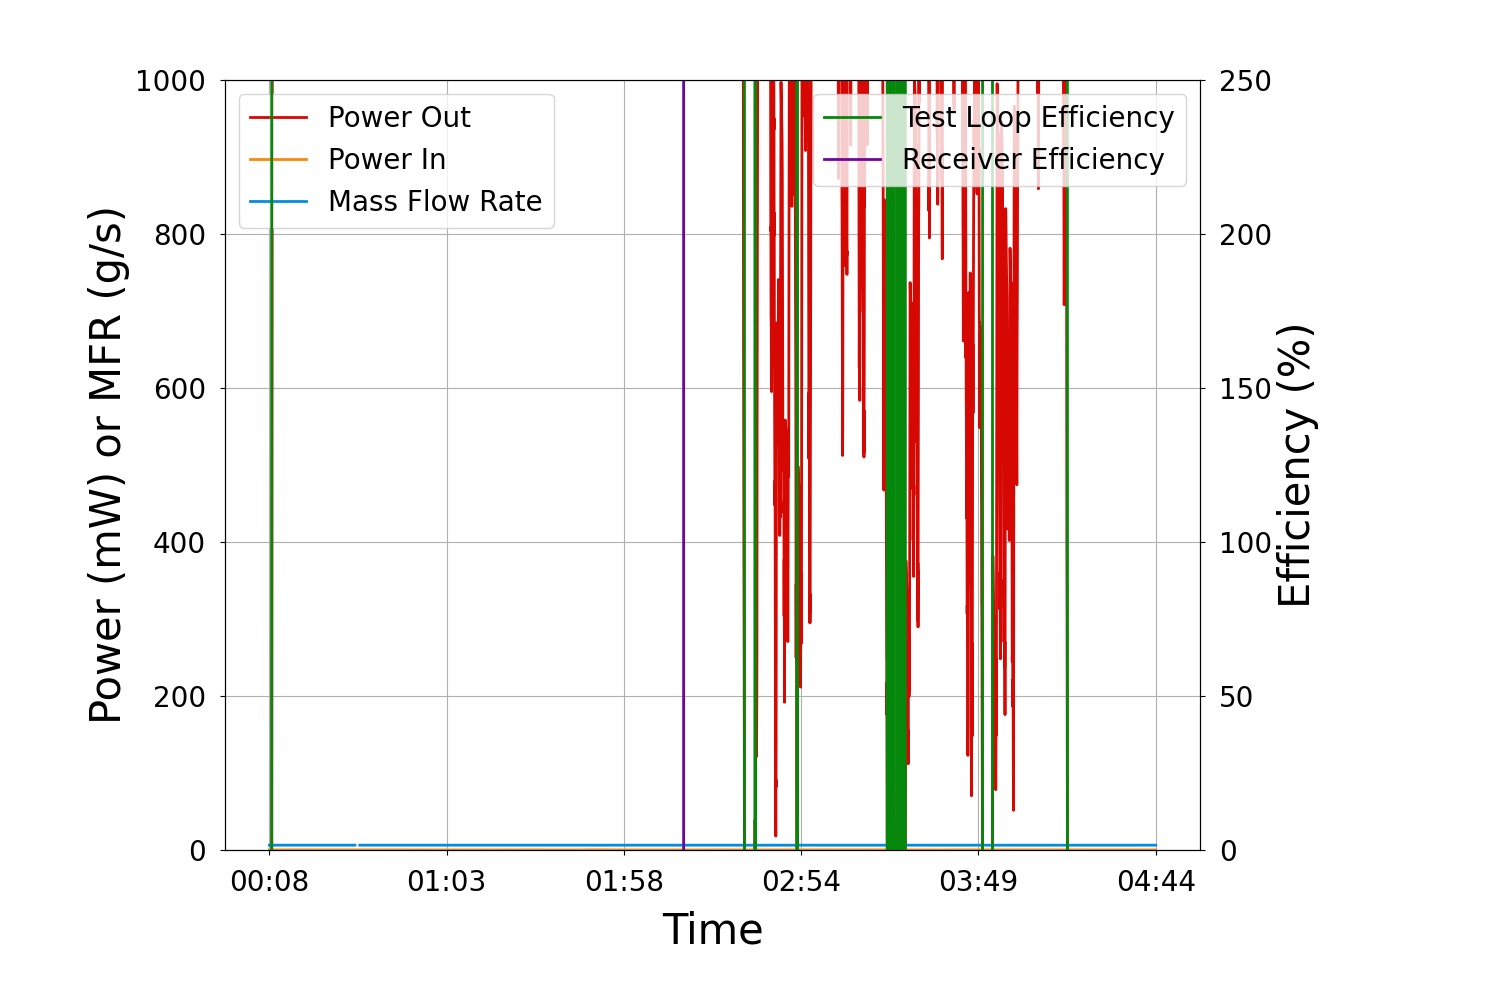 1000
800
600
400
200
0
Power (mW) or MFR (g/s)
Power Out
Power In
Mass Flow Rate
Test Loop Efficiency
Receiver Efficiency
250
200
150
100
50
0
Efficiency (%)
00:08 01:03 01:58 02:54 03:49 04:44
Time